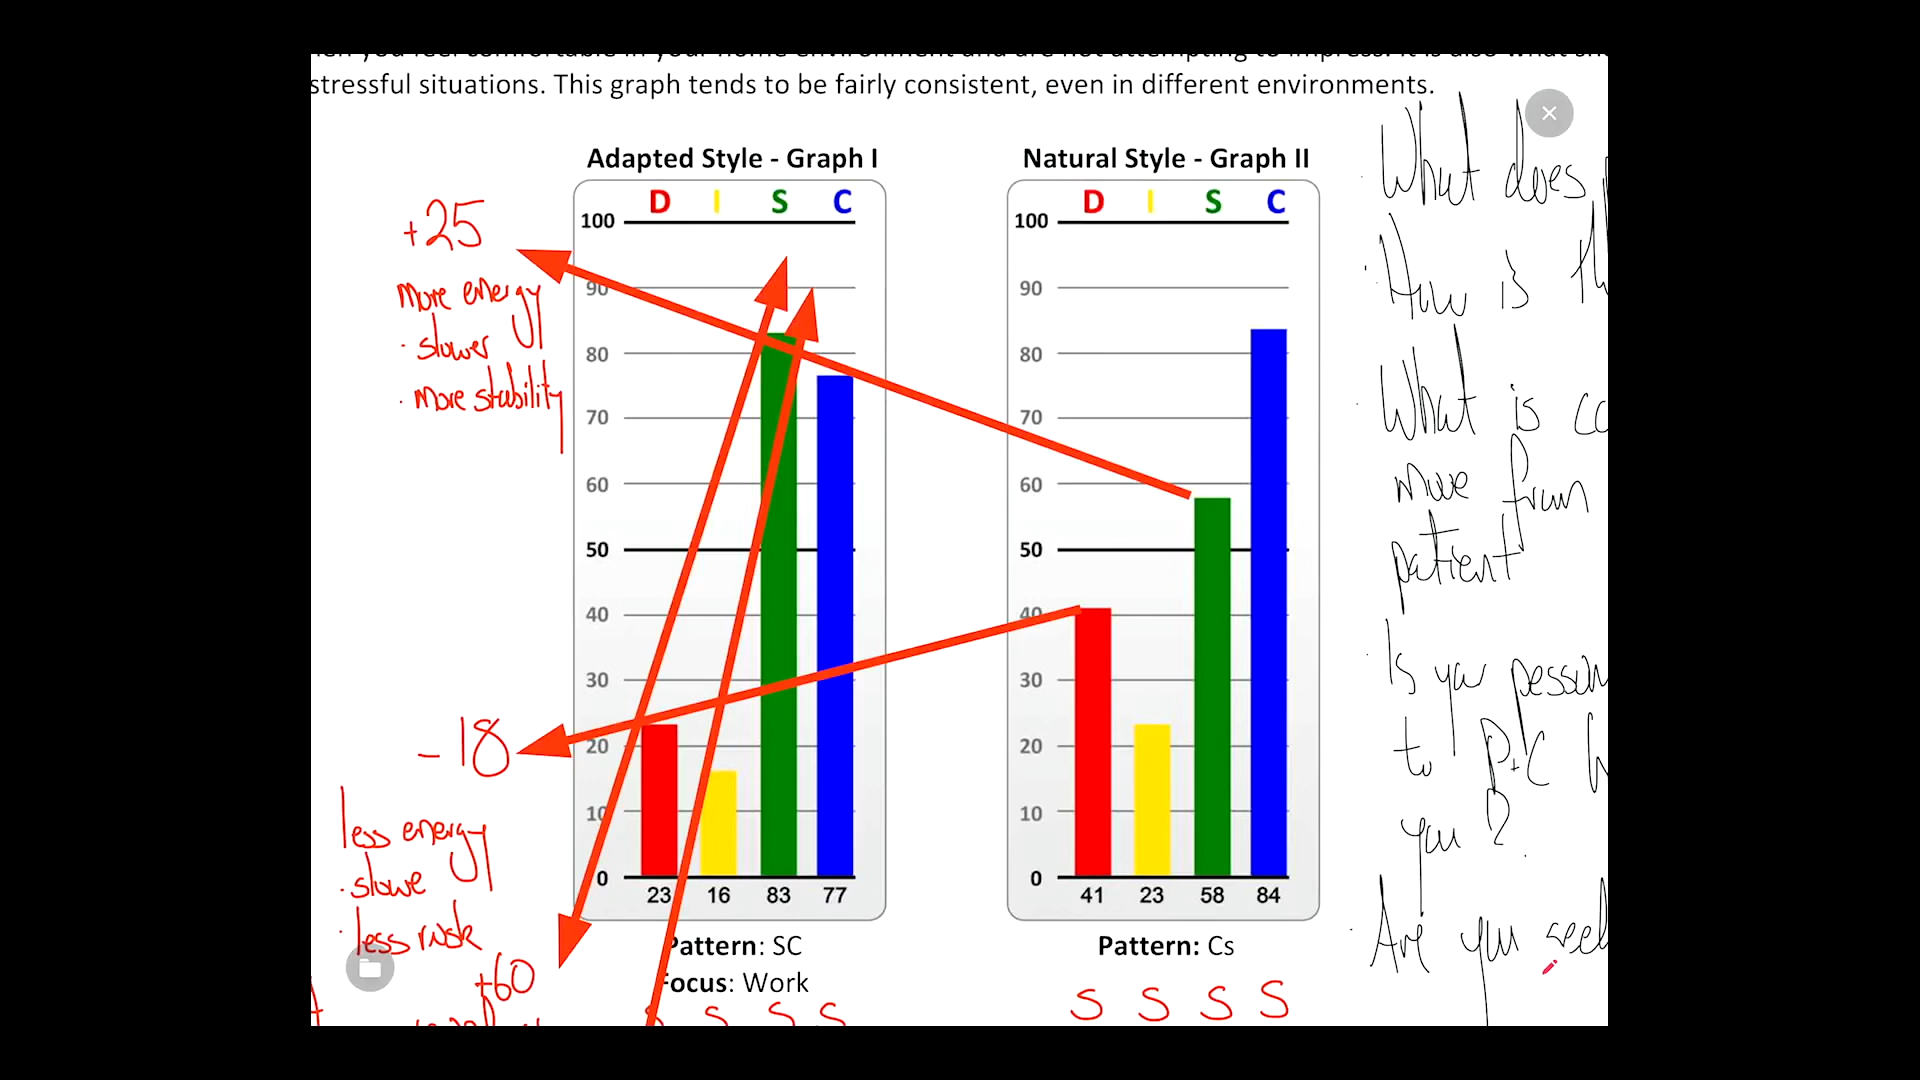 stressful situations. This graph tends to be fairly consistent, even in different environments.
Adapted Style - Graph I
D I S C
100
90
80
70
60
50
40
30
20
10
0
23 16 83 77
Pattern: SC
Focus: Work
S S S S
Natural Style - Graph II
D I S C
100
90
80
70
60
50
40
30
20
10
0
41 23 58 84
Pattern: Cs
S S S S
+25
more energy
· slower
· more stability
-18
less energy
· slowe
· less risk
+60
· What does
· How is th
· What is co
more from
patient
· Is your
to P+C
you?
· Are you seek